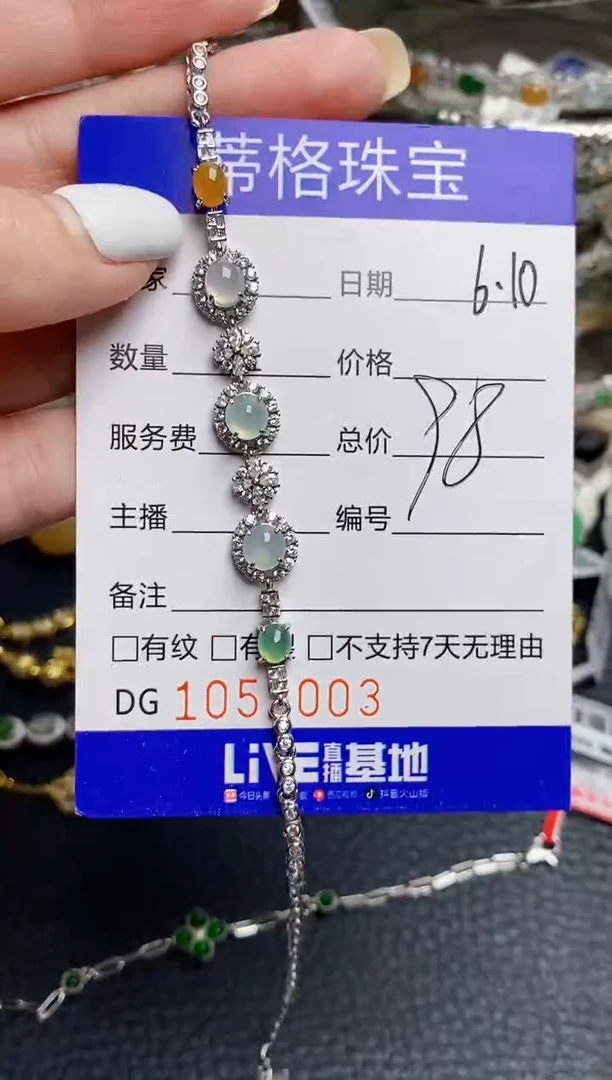 蒂格珠宝
家 日期 6.10
数量 价格
服务费 总价
主播 编号
备注
□有纹 □有 □不支持7天无理由
DG 105 003
LiVE直播基地
今日头条 西瓜视频 抖音火山版